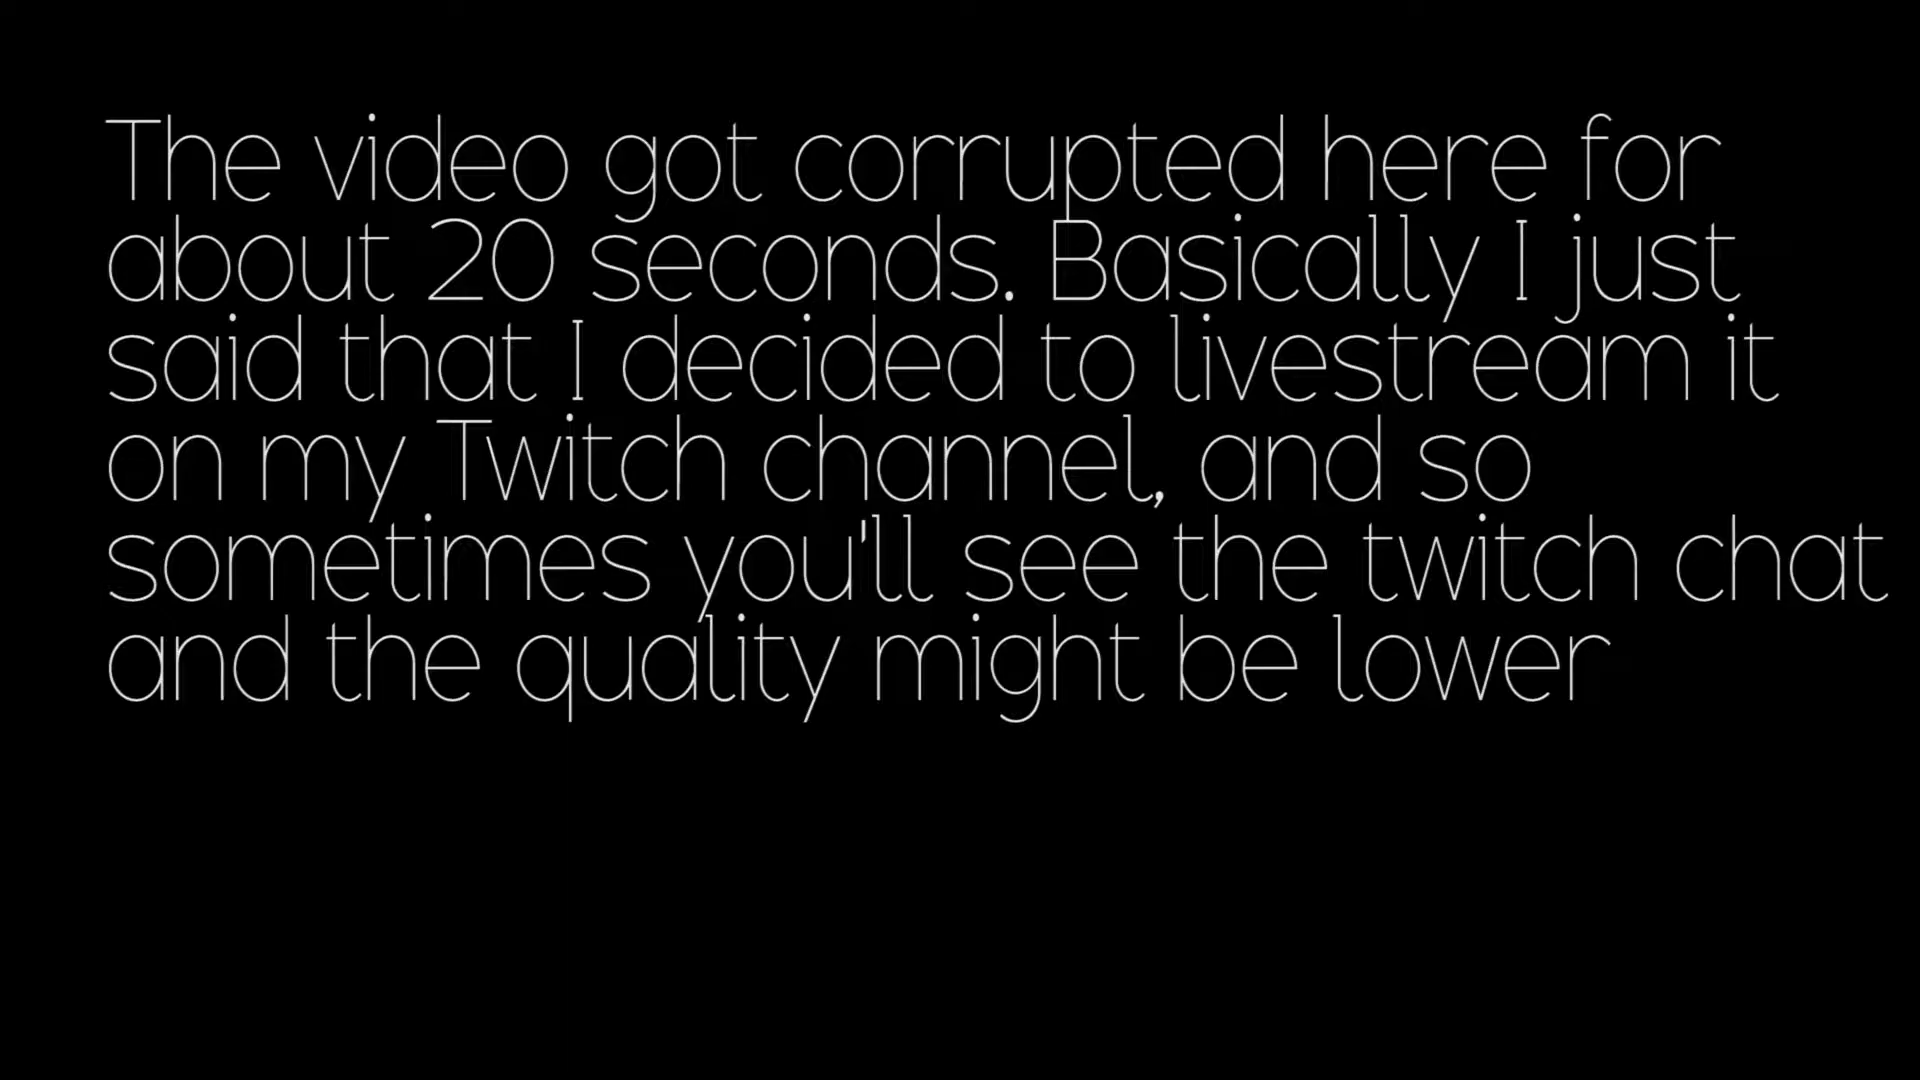 The video got corrupted here for
about 20 seconds. Basically I just
said that I decided to livestream it
on my Twitch channel, and so
sometimes you'll see the twitch chat
and the quality might be lower